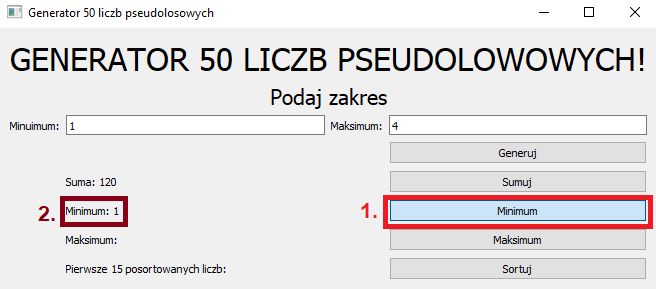 Generator 50 liczb pseudolosowych
GENERATOR 50 LICZB PSEUDOLOWOWYCH!
Podaj zakres
Minuimum: 1 Maksimum: 4
Generuj
Suma: 120 Sumuj
2. Minimum: 1 1. Minimum
Maksimum: Maksimum
Pierwsze 15 posortowanych liczb: Sortuj